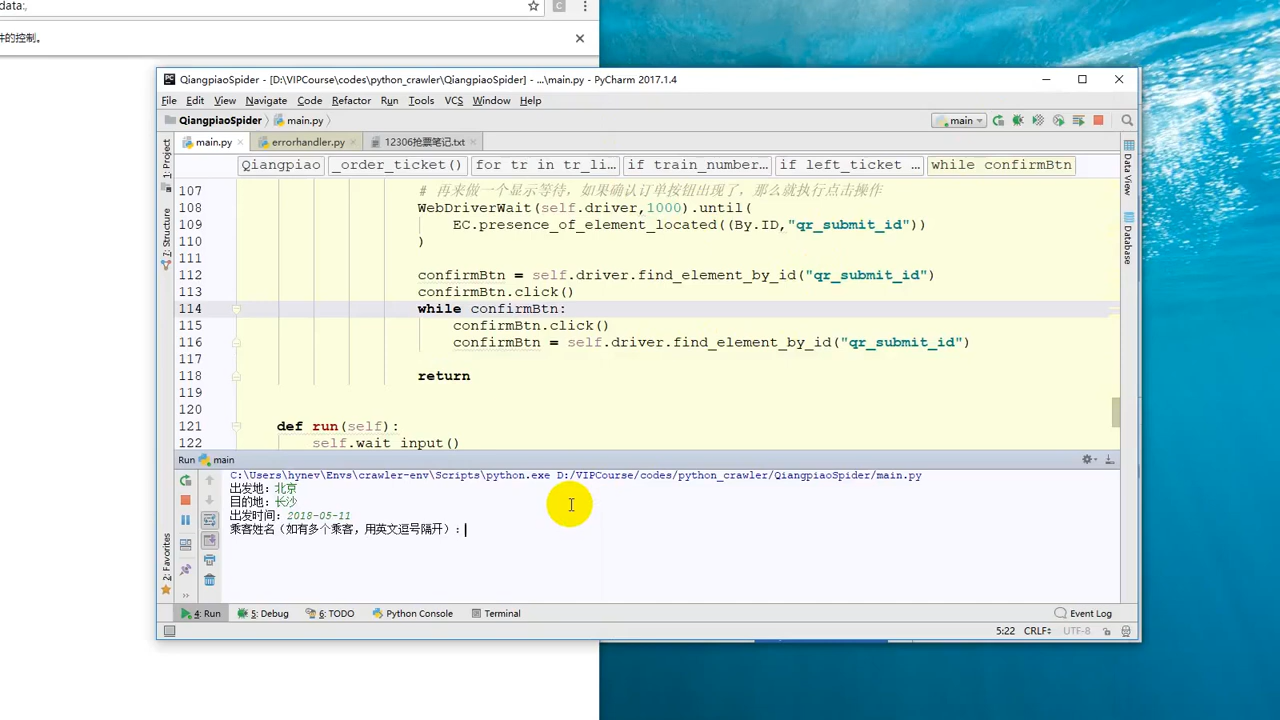 data:,
C
件的控制。
QiangpiaoSpider - [D:\VIPCourse\codes\python_crawler\QiangpiaoSpider] - ...\main.py - PyCharm 2017.1.4
File Edit View Navigate Code Refactor Run Tools VCS Window Help
QiangpiaoSpider main.py main
main.py errorhandler.py 12306抢票笔记.txt
Qiangpiao _order_ticket() for tr in tr_li... if train_number... if left_ticket ... while confirmBtn
1: Project
7: Structure
2: Favorites
Data View
Database
107 # 再来做一个显示等待，如果确认订单按钮出现了，那么就执行点击操作
108 WebDriverWait(self.driver,1000).until(
109 EC.presence_of_element_located((By.ID,"qr_submit_id"))
110 )
111
112 confirmBtn = self.driver.find_element_by_id("qr_submit_id")
113 confirmBtn.click()
114 while confirmBtn:
115 confirmBtn.click()
116 confirmBtn = self.driver.find_element_by_id("qr_submit_id")
117
118 return
119
120
121 def run(self):
122 self.wait_input()
Run main
C:\Users\hynev\Envs\crawler-env\Scripts\python.exe D:/VIPCourse/codes/python_crawler/QiangpiaoSpider/main.py
出发地：北京
目的地：长沙
出发时间：2018-05-11
乘客姓名（如有多个乘客，用英文逗号隔开）：
4: Run 5: Debug 6: TODO Python Console Terminal Event Log
5:22 CRLF÷ UTF-8